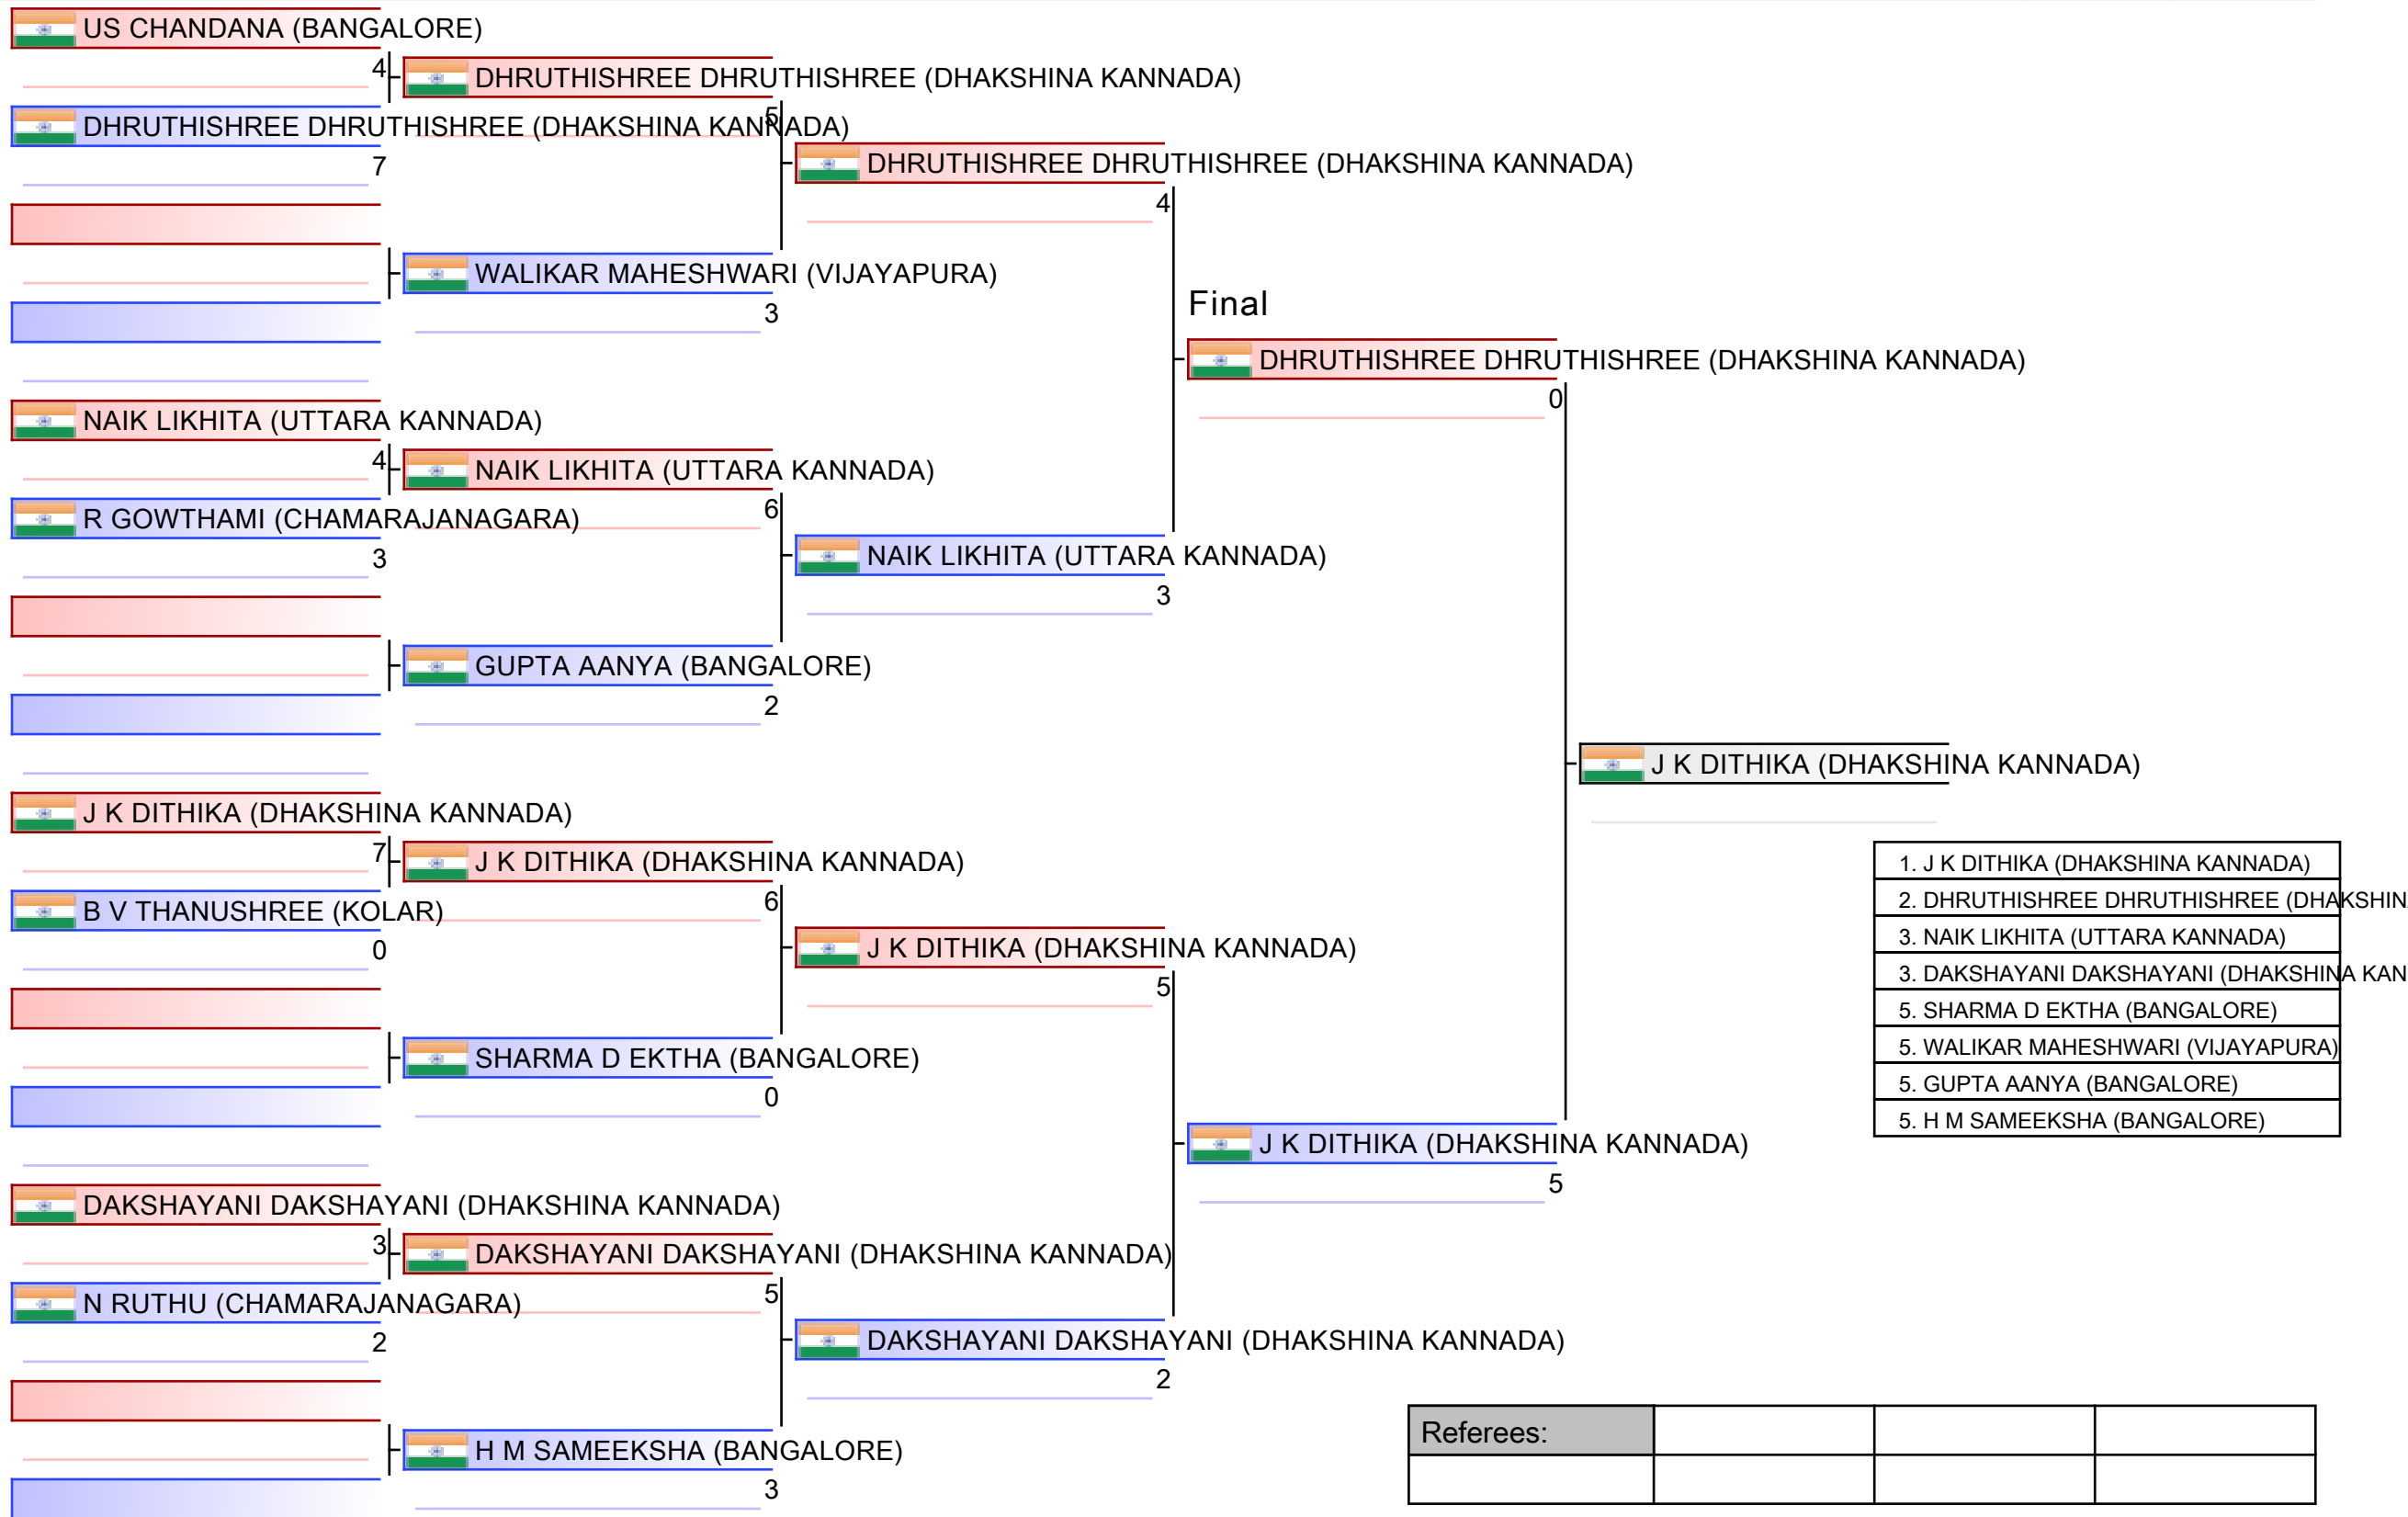 US CHANDANA (BANGALORE)
4
DHRUTHISHREE DHRUTHISHREE (DHAKSHINA KANNADA)
7
NAIK LIKHITA (UTTARA KANNADA)
4
R GOWTHAMI (CHAMARAJANAGARA)
3
J K DITHIKA (DHAKSHINA KANNADA)
7
B V THANUSHREE (KOLAR)
0
DAKSHAYANI DAKSHAYANI (DHAKSHINA KANNADA)
3
N RUTHU (CHAMARAJANAGARA)
2
DHRUTHISHREE DHRUTHISHREE (DHAKSHINA KANNADA)
5
WALIKAR MAHESHWARI (VIJAYAPURA)
3
NAIK LIKHITA (UTTARA KANNADA)
6
GUPTA AANYA (BANGALORE)
2
J K DITHIKA (DHAKSHINA KANNADA)
6
SHARMA D EKTHA (BANGALORE)
0
DAKSHAYANI DAKSHAYANI (DHAKSHINA KANNADA)
5
H M SAMEEKSHA (BANGALORE)
3
DHRUTHISHREE DHRUTHISHREE (DHAKSHINA KANNADA)
4
NAIK LIKHITA (UTTARA KANNADA)
3
J K DITHIKA (DHAKSHINA KANNADA)
5
DAKSHAYANI DAKSHAYANI (DHAKSHINA KANNADA)
2
Final
DHRUTHISHREE DHRUTHISHREE (DHAKSHINA KANNADA)
0
J K DITHIKA (DHAKSHINA KANNADA)
5
J K DITHIKA (DHAKSHINA KANNADA)
1. J K DITHIKA (DHAKSHINA KANNADA)
2. DHRUTHISHREE DHRUTHISHREE (DHAKSHIN
3. NAIK LIKHITA (UTTARA KANNADA)
3. DAKSHAYANI DAKSHAYANI (DHAKSHINA KAN
5. SHARMA D EKTHA (BANGALORE)
5. WALIKAR MAHESHWARI (VIJAYAPURA)
5. GUPTA AANYA (BANGALORE)
5. H M SAMEEKSHA (BANGALORE)
Referees: